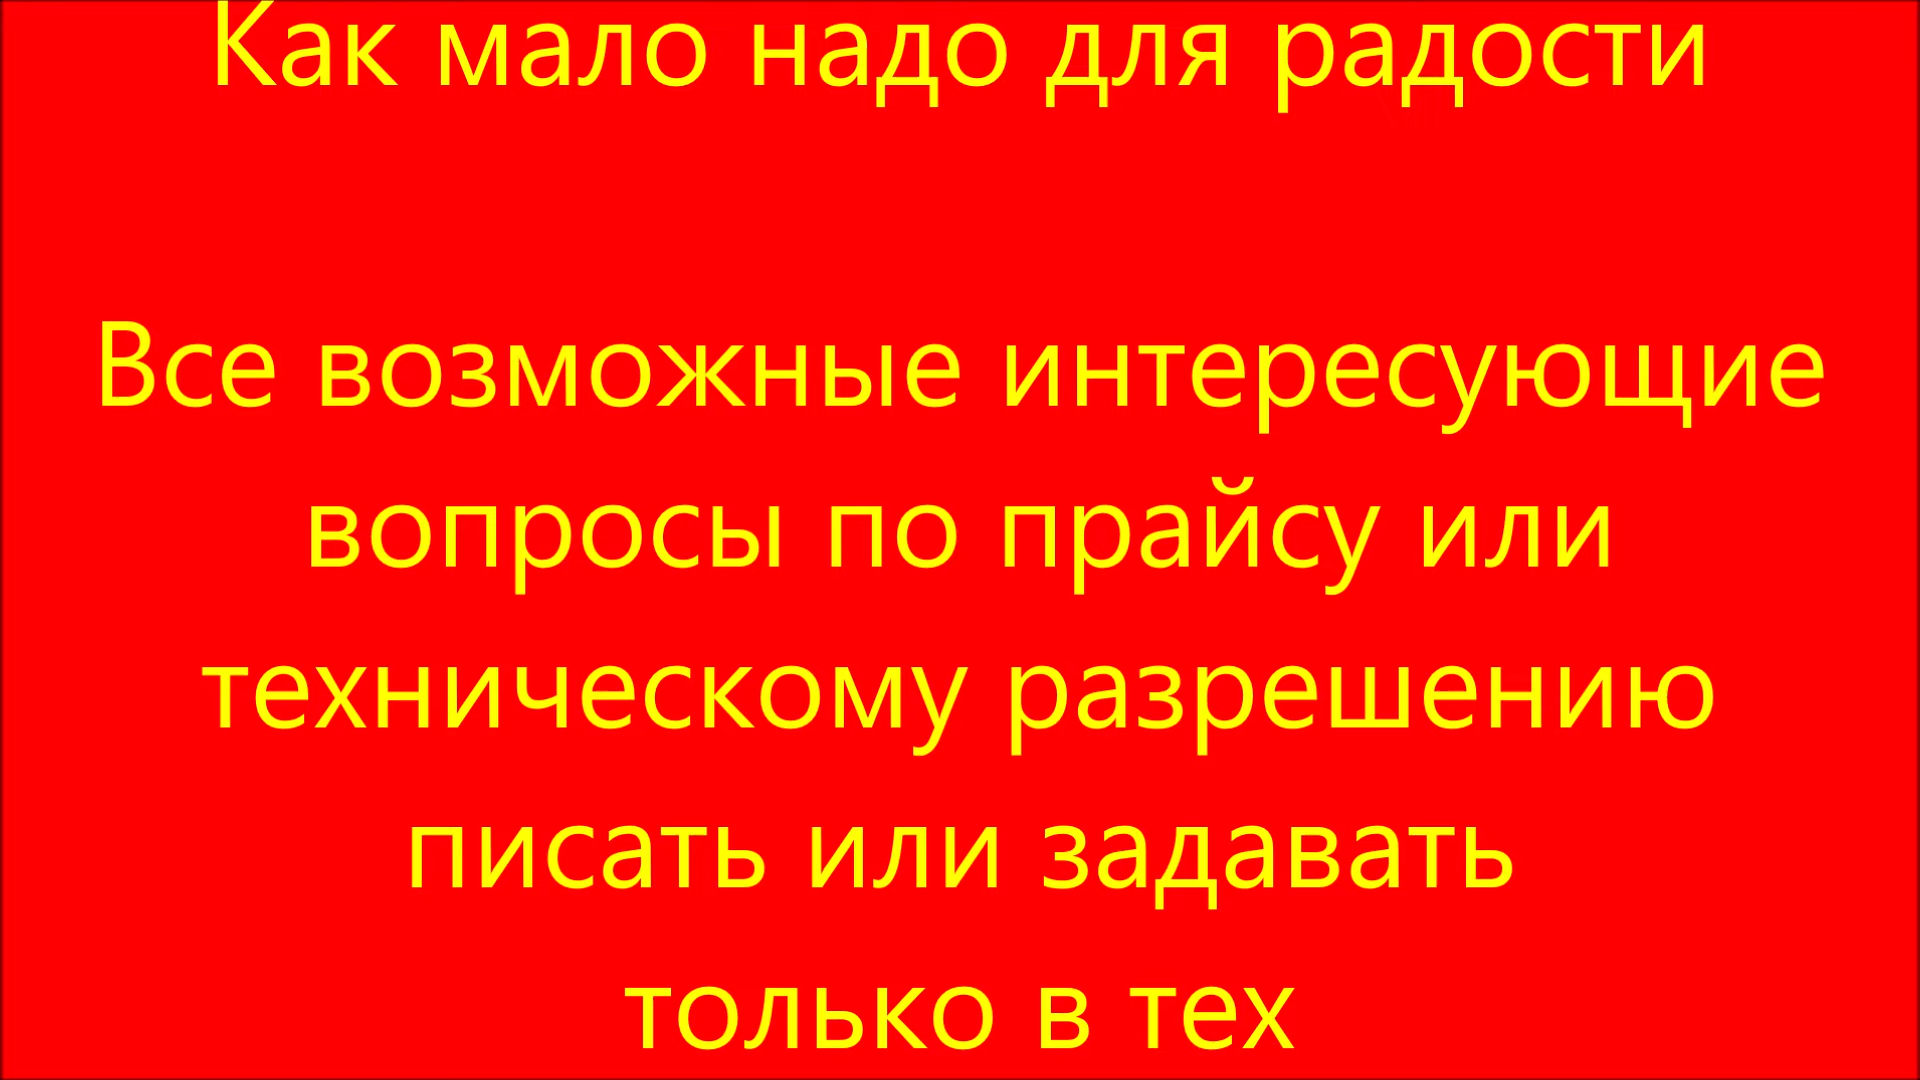 Как мало надо для радости
Все возможные интересующие
вопросы по прайсу или
техническому разрешению
писать или задавать
только в тех